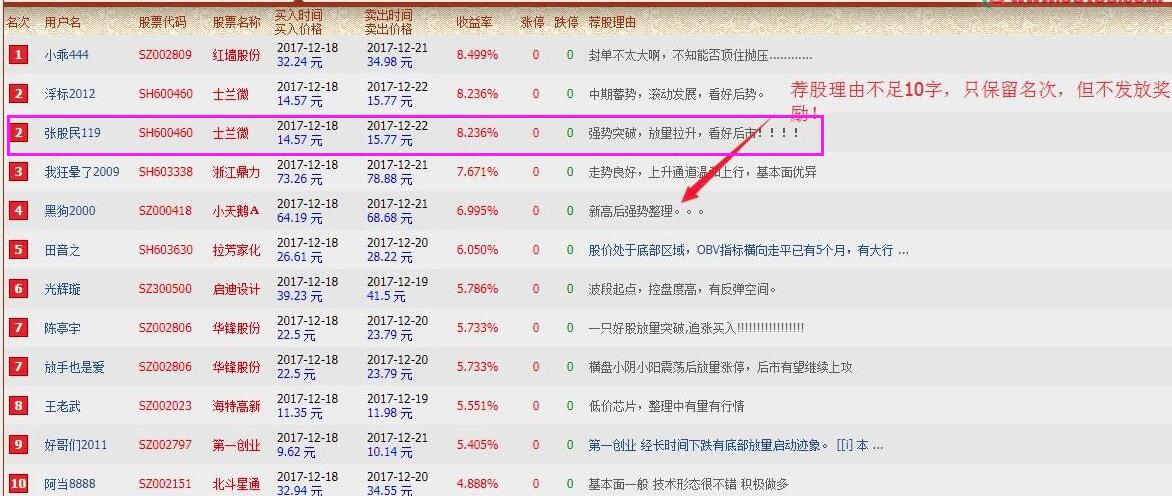 名次 用户名 股票代码 股票名称 买入时间 卖出时间 收益率 涨停 跌停 荐股理由
买入价格 卖出价格
1 小乖444 SZ002809 红墙股份 2017-12-18 2017-12-21 8.499% 0 0 封单不太大啊，不知能否顶住抛压............
32.24 元 34.98 元
2 浮标2012 SH600460 士兰微 2017-12-18 2017-12-22 8.236% 0 0 中期蓄势，滚动发展，看好后势。
14.57 元 15.77 元
荐股理由不足10字，只保留名次，但不发放奖
励！
2 张股民119 SH600460 士兰微 2017-12-18 2017-12-22 8.236% 0 0 强势突破，放量拉升，看好后市！！！！
14.57 元 15.77 元
3 我狂晕了2009 SH603338 浙江鼎力 2017-12-18 2017-12-21 7.671% 0 0 走势良好，上升通道温和上行，基本面优异
73.26 元 78.88 元
4 黑狗2000 SZ000418 小天鹅A 2017-12-18 2017-12-21 6.995% 0 0 新高后强势整理。。。
64.19 元 68.68 元
5 田音之 SH603630 拉芳家化 2017-12-18 2017-12-20 6.050% 0 0 股价处于底部区域，OBV指标横向走平已有5个月，有大行 ...
26.61 元 28.22 元
6 光辉璇 SZ300500 启迪设计 2017-12-18 2017-12-19 5.786% 0 0 波段起点，控盘度高，有反弹空间。
39.23 元 41.5 元
7 陈亭宇 SZ002806 华锋股份 2017-12-18 2017-12-20 5.733% 0 0 一只好股放量突破,追涨买入!!!!!!!!!!!!!!!!!
22.5 元 23.79 元
7 放手也是爱 SZ002806 华锋股份 2017-12-18 2017-12-20 5.733% 0 0 横盘小阴小阳震荡后放量涨停，后市有望继续上攻
22.5 元 23.79 元
8 王老武 SZ002023 海特高新 2017-12-18 2017-12-19 5.551% 0 0 低价芯片，整理中有量有行情
11.35 元 11.98 元
9 好哥们2011 SZ002797 第一创业 2017-12-18 2017-12-21 5.405% 0 0 第一创业 经长时间下跌有底部放量启动迹象。 [[i] 本 ...
9.62 元 10.14 元
10 阿当8888 SZ002151 北斗星通 2017-12-18 2017-12-20 4.888% 0 0 基本面一般 技术形态很不错 积极做多
32.94 元 34.55 元